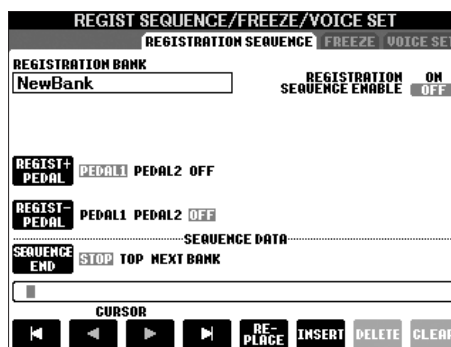 REGIST SEQUENCE/FREEZE/VOICE SET
REGISTRATION SEQUENCE FREEZE VOICE SET
REGISTRATION BANK
NewBank
REGISTRATION ON
SEQUENCE ENABLE OFF
REGIST+
PEDAL
PEDAL1 PEDAL2 OFF
REGIST-
PEDAL
PEDAL1 PEDAL2 OFF
SEQUENCE DATA
SEQUENCE
END
STOP TOP NEXT BANK
CURSOR
RE-
PLACE
INSERT DELETE CLEAR